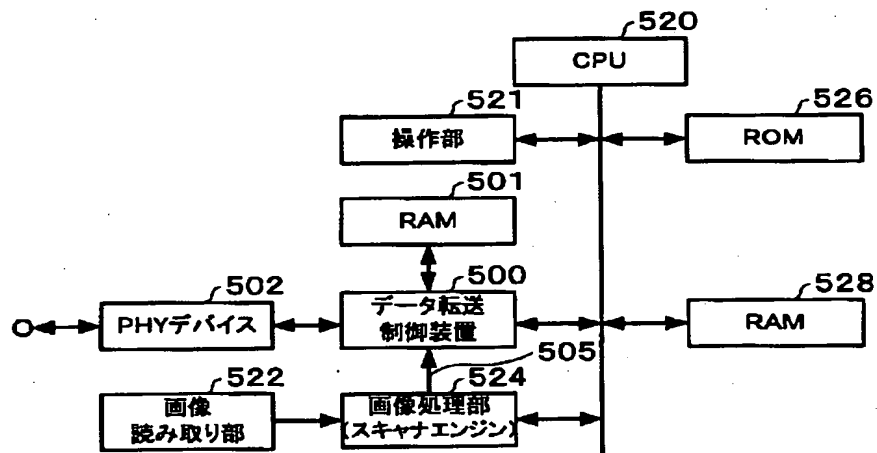 520
CPU
521
操作部
526
ROM
501
RAM
502
PHYデバイス
500
データ転送
制御装置
528
RAM
505
522
画像
読み取り部
524
画像処理部
(スキャナエンジン)